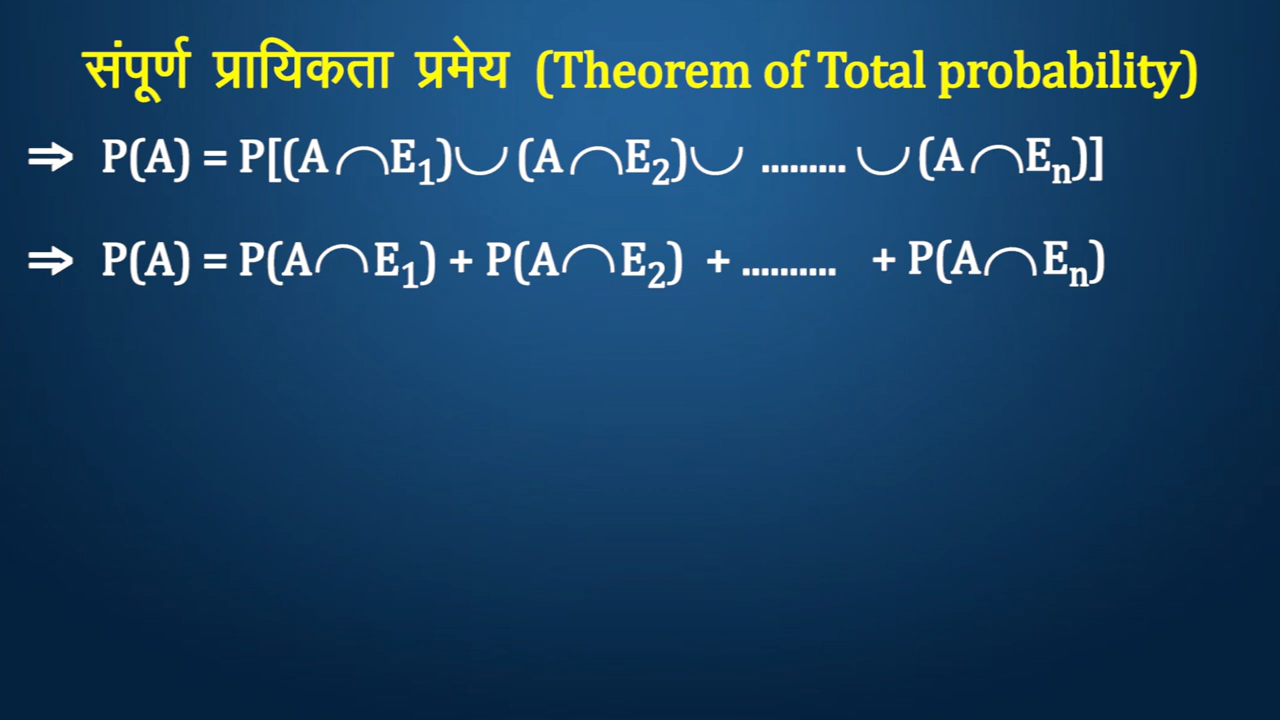 संपूर्ण प्रायिकता प्रमेय (Theorem of Total probability)
⇒ P(A) = P[(A⌒E₁)⌣(A⌒E₂)⌣ ......... ⌣(A⌒Eₙ)]
⇒ P(A) = P(A⌒E₁) + P(A⌒E₂) + .......... + P(A⌒Eₙ)